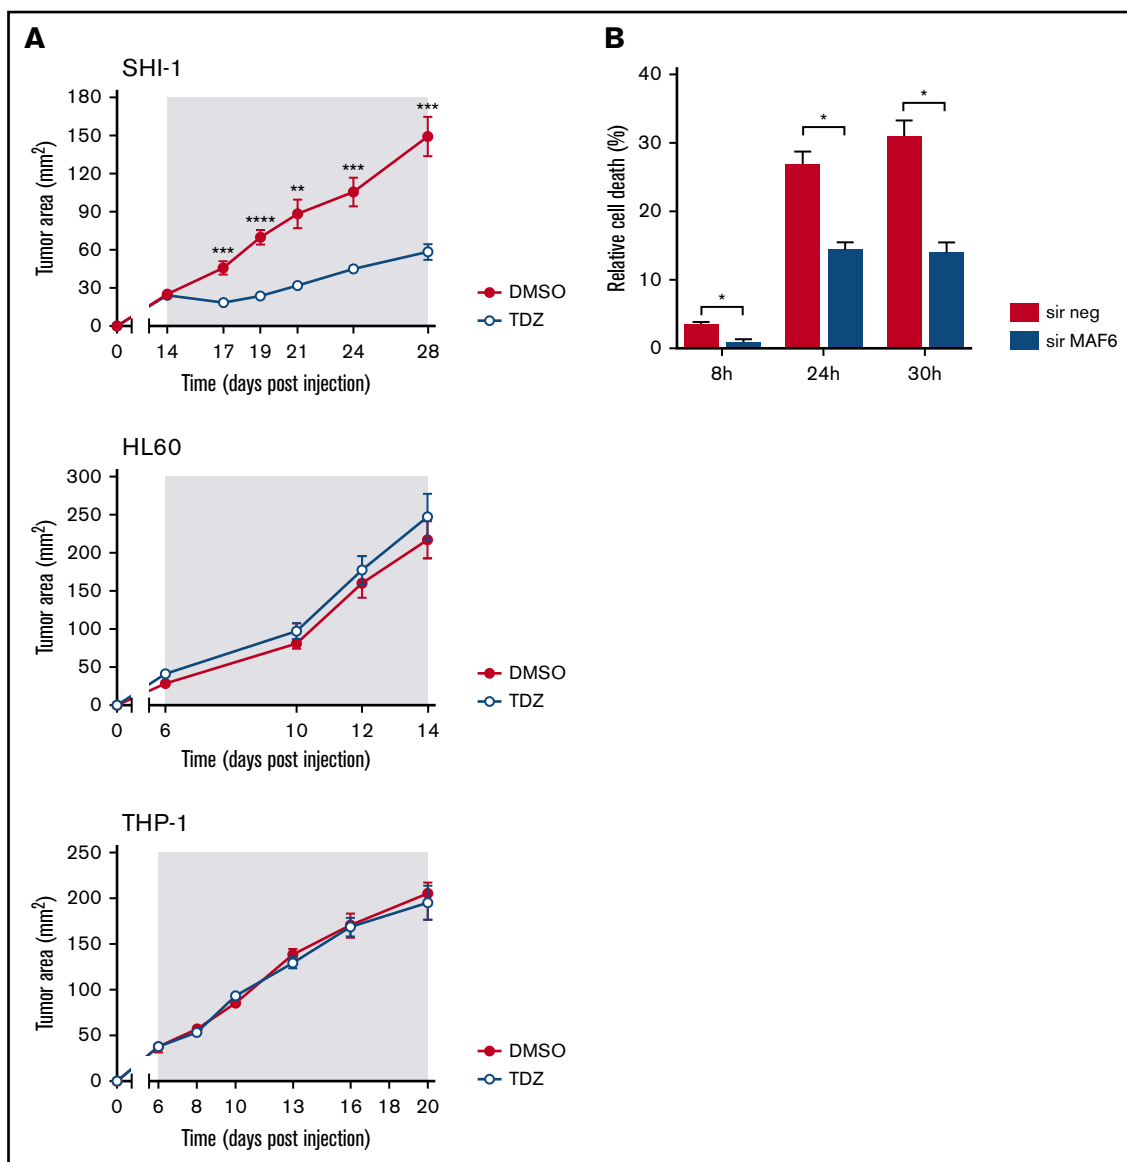 A
SHI-1
Tumor area (mm²)
180
150
120
90
60
30
0
*** **** ** *** ***
0 14 17 19 21 24 28
Time (days post injection)
DMSO
TDZ
HL60
Tumor area (mm²)
300
250
200
150
100
50
0
0 6 10 12 14
Time (days post injection)
DMSO
TDZ
THP-1
Tumor area (mm²)
250
200
150
100
50
0
0 6 8 10 13 16 18 20
Time (days post injection)
DMSO
TDZ
B
Relative cell death (%)
40
30
20
10
0
* * *
8h 24h 30h
sir neg
sir MAF6